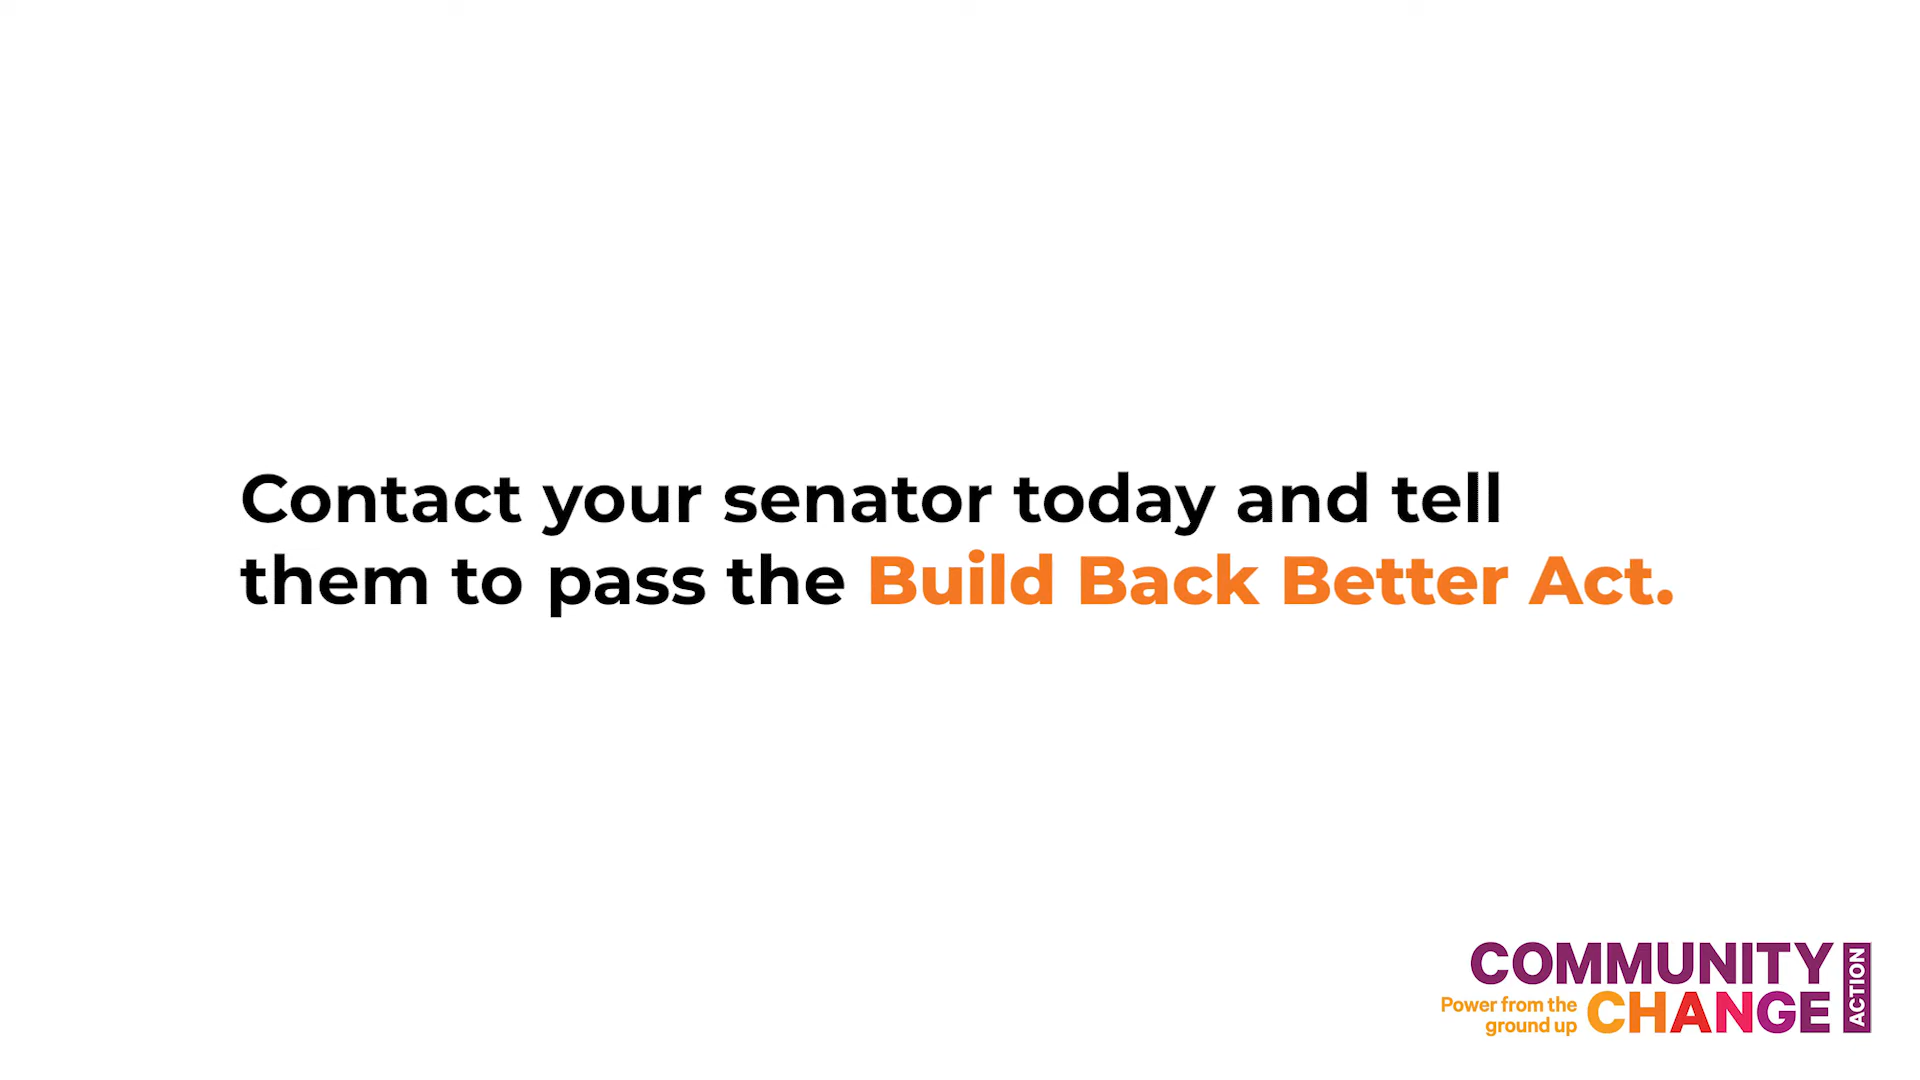 Contact your senator today and tell
them to pass the Build Back Better Act.
COMMUNITY
Power from the
ground up
CHANGE
ACTION